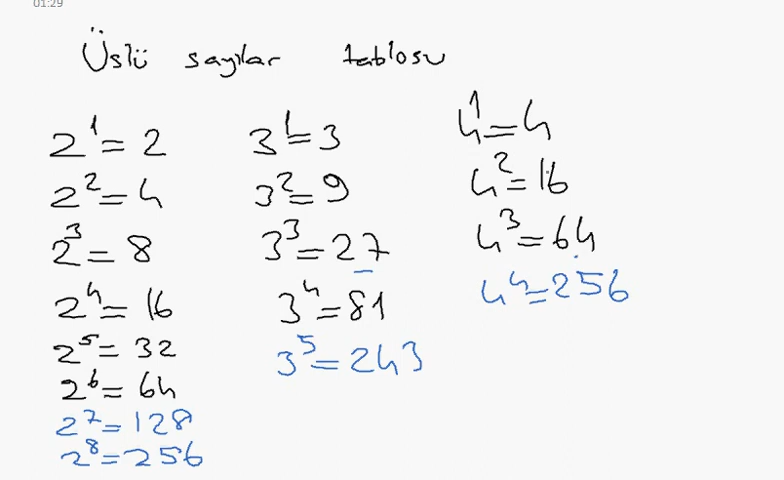 01:29
Üslü sayılar tablosu
2¹ = 2
2² = 4
2³ = 8
2⁴ = 16
2⁵ = 32
2⁶ = 64
2⁷ = 128
2⁸ = 256
3¹ = 3
3² = 9
3³ = 27
3⁴ = 81
3⁵ = 243
4¹ = 4
4² = 16
4³ = 64
4⁴ = 256